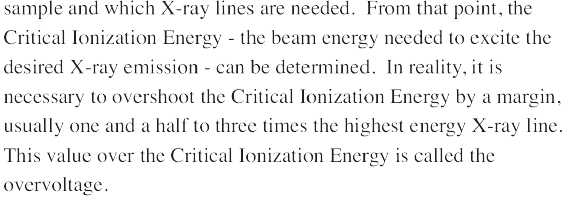 sample and which X-ray lines are needed.  From that point, the
Critical Ionization Energy - the beam energy needed to excite the
desired X-ray emission - can be determined.  In reality, it is
necessary to overshoot the Critical Ionization Energy by a margin,
usually one and a half to three times the highest energy X-ray line.
This value over the Critical Ionization Energy is called the
overvoltage.